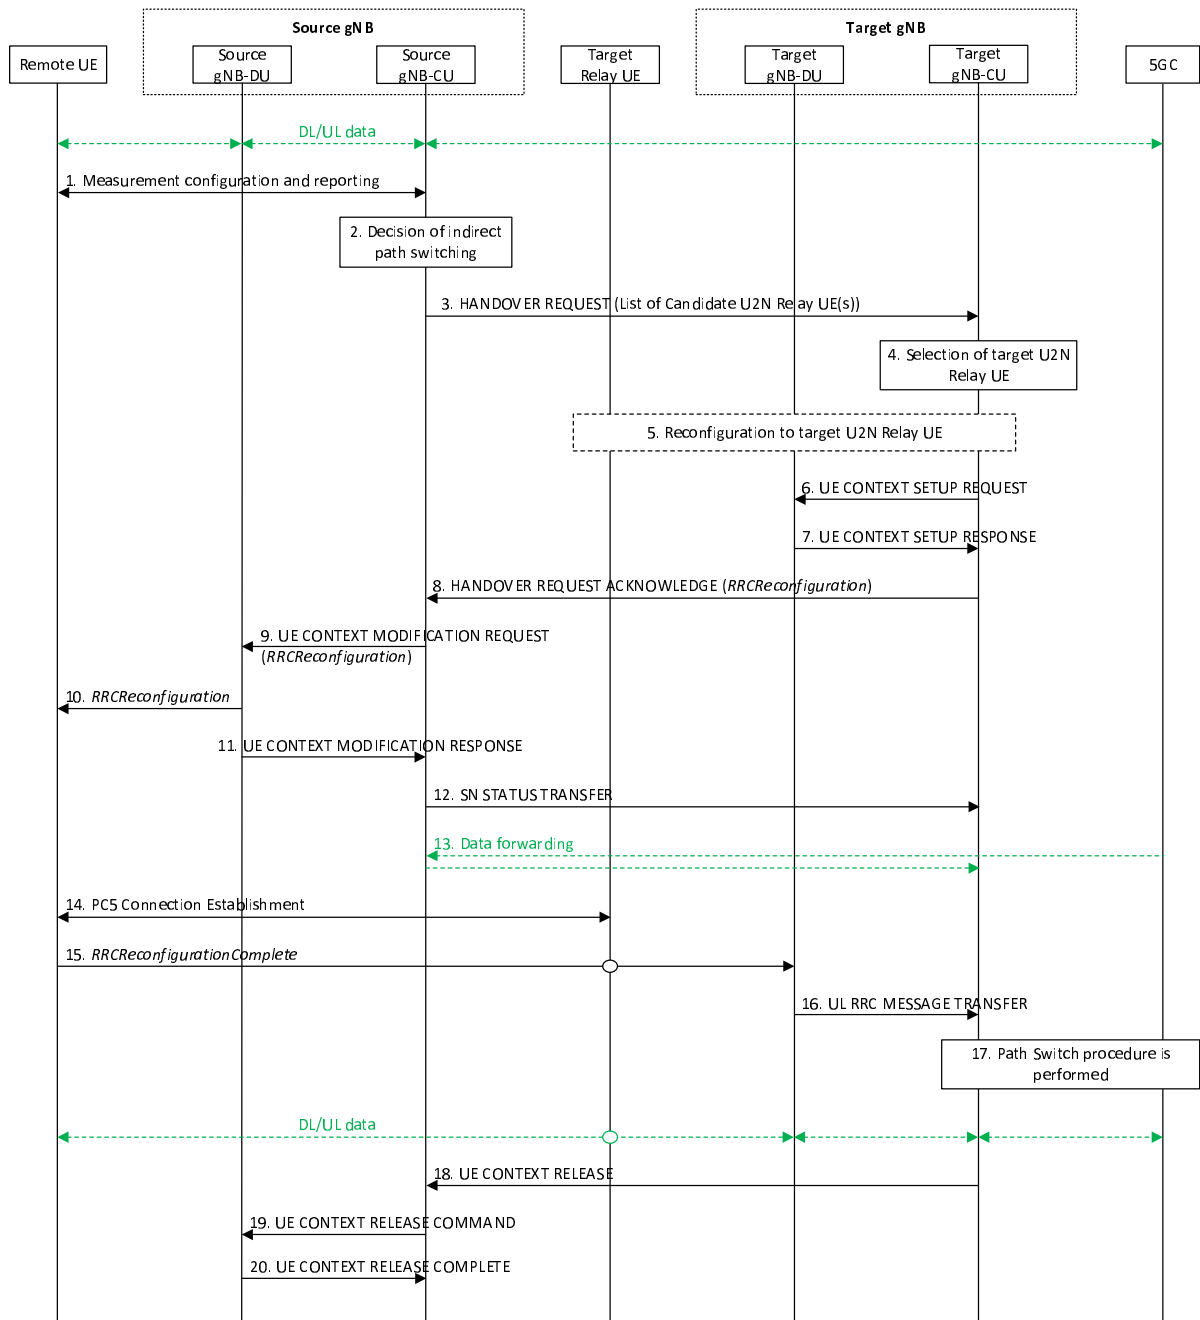 Source gNB
Target gNB
Remote UE
Source
gNB-DU
Source
gNB-CU
Target
Relay UE
Target
gNB-DU
Target
gNB-CU
5GC
DL/UL data
1. Measurement configuration and reporting
2. Decision of indirect
path switching
3. HANDOVER REQUEST (List of Candidate U2N Relay UE(s))
4. Selection of target U2N
Relay UE
5. Reconfiguration to target U2N Relay UE
6. UE CONTEXT SETUP REQUEST
7. UE CONTEXT SETUP RESPONSE
8. HANDOVER REQUEST ACKNOWLEDGE (RRCReconfiguration)
9. UE CONTEXT MODIFICATION REQUEST
(RRCReconfiguration)
10. RRCReconfiguration
11. UE CONTEXT MODIFICATION RESPONSE
12. SN STATUS TRANSFER
13. Data forwarding
14. PC5 Connection Establishment
15. RRCReconfigurationComplete
16. UL RRC MESSAGE TRANSFER
17. Path Switch procedure is
performed
DL/UL data
18. UE CONTEXT RELEASE
19. UE CONTEXT RELEASE COMMAND
20. UE CONTEXT RELEASE COMPLETE